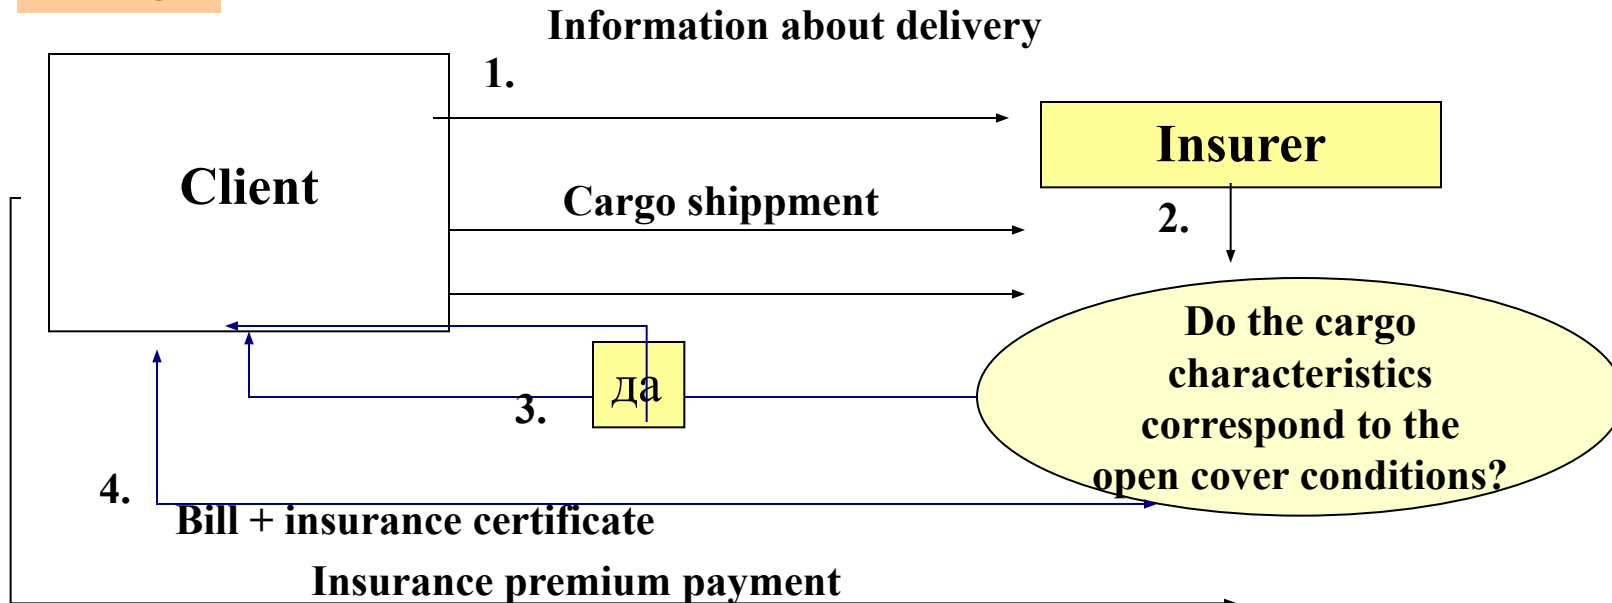 Information about delivery
1.
Client
Insurer
Cargo shippment
2.
Do the cargo
characteristics
correspond to the
open cover conditions?
да
3.
4.
Bill + insurance certificate
Insurance premium payment